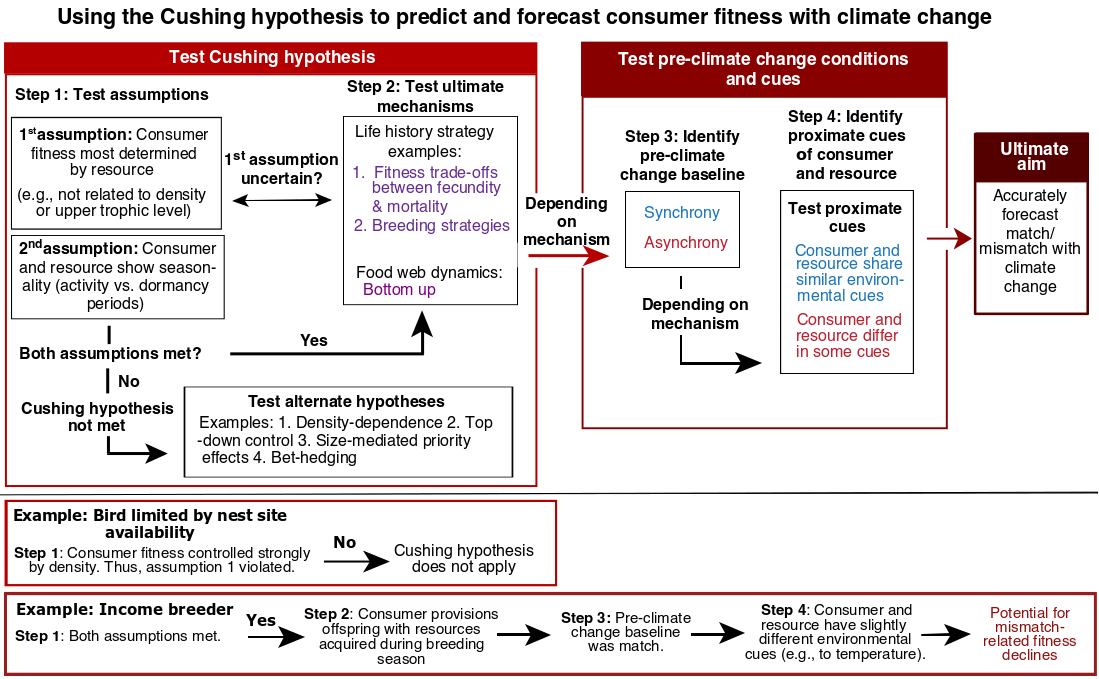 Using the Cushing hypothesis to predict and forecast consumer fitness with climate change
Test Cushing hypothesis
Step 1: Test assumptions
1st assumption: Consumer
fitness most determined
by resource
(e.g., not related to density
or upper trophic level)
2nd assumption: Consumer
and resource show season-
ality (activity vs. dormancy
periods)
1st assumption
uncertain?
Step 2: Test ultimate
mechanisms
Life history strategy
examples:
1. Fitness trade-offs
between fecundity
& mortality
2. Breeding strategies
Food web dynamics:
Bottom up
Both assumptions met?
Yes
No
Cushing hypothesis
not met
Test alternate hypotheses
Examples: 1. Density-dependence 2. Top
-down control 3. Size-mediated priority
effects 4. Bet-hedging
Depending
on
mechanism
Test pre-climate change conditions
and cues
Step 3: Identify
pre-climate
change baseline
Synchrony
Asynchrony
Depending on
mechanism
Step 4: Identify
proximate cues
of consumer
and resource
Test proximate
cues
Consumer and
resource share
similar environ-
mental cues
Consumer and
resource differ
in some cues
Ultimate
aim
Accurately
forecast
match/
mismatch with
climate
change
Example: Bird limited by nest site
availability
Step 1: Consumer fitness controlled strongly
by density. Thus, assumption 1 violated.
No
Cushing hypothesis
does not apply
Example: Income breeder
Step 1: Both assumptions met.
Yes
Step 2: Consumer provisions
offspring with resources
acquired during breeding
season
Step 3: Pre-climate
change baseline
was match.
Step 4: Consumer and
resource have slightly
different environmental
cues (e.g., to temperature).
Potential for
mismatch-
related fitness
declines